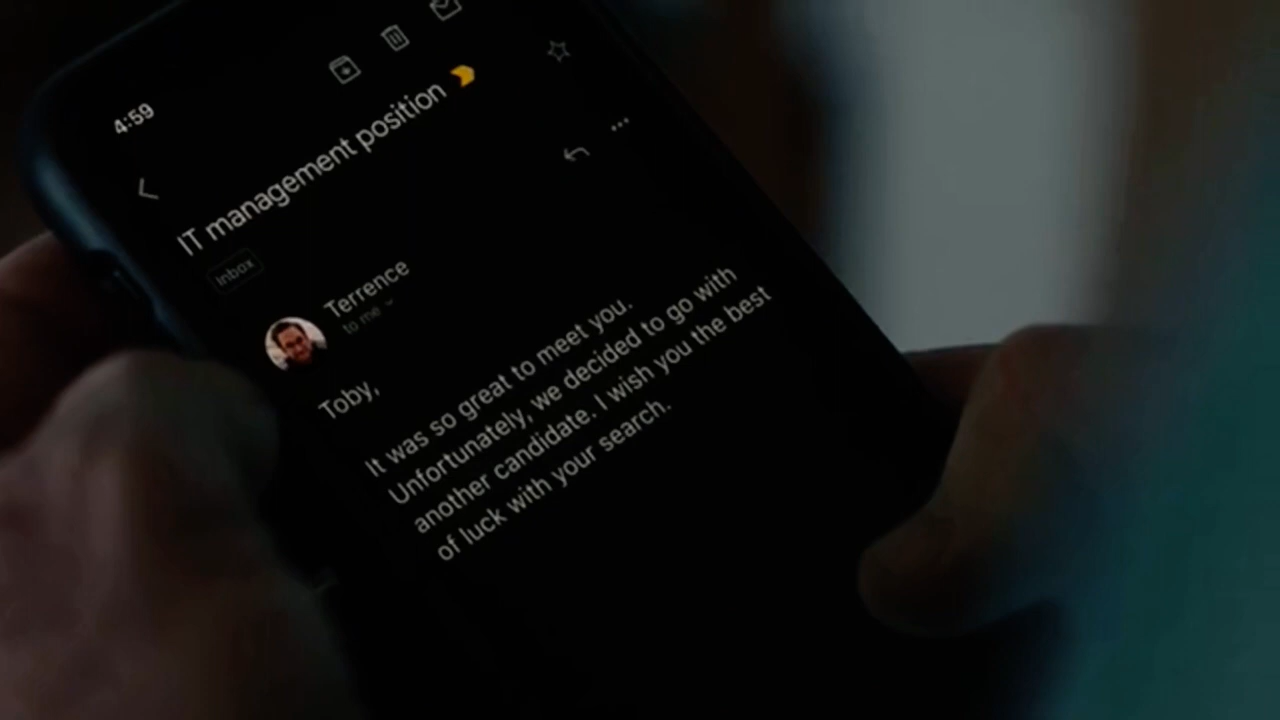 4:59
IT management position
Inbox
Terrence
to me
Toby,
It was so great to meet you.
Unfortunately, we decided to go with
another candidate. I wish you the best
of luck with your search.